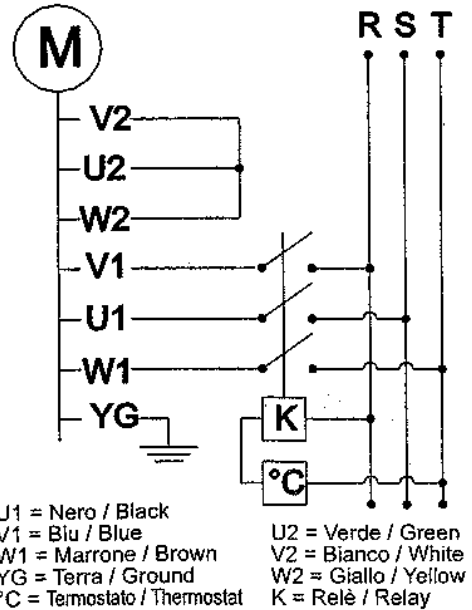 M
R S T
V2
U2
W2
V1
U1
W1
YG
K
°C
U1 = Nero / Black
V1 = Blu / Blue
W1 = Marrone / Brown
YG = Terra / Ground
°C = Termostato / Thermostat
U2 = Verde / Green
V2 = Bianco / White
W2 = Giallo / Yellow
K = Relè / Relay